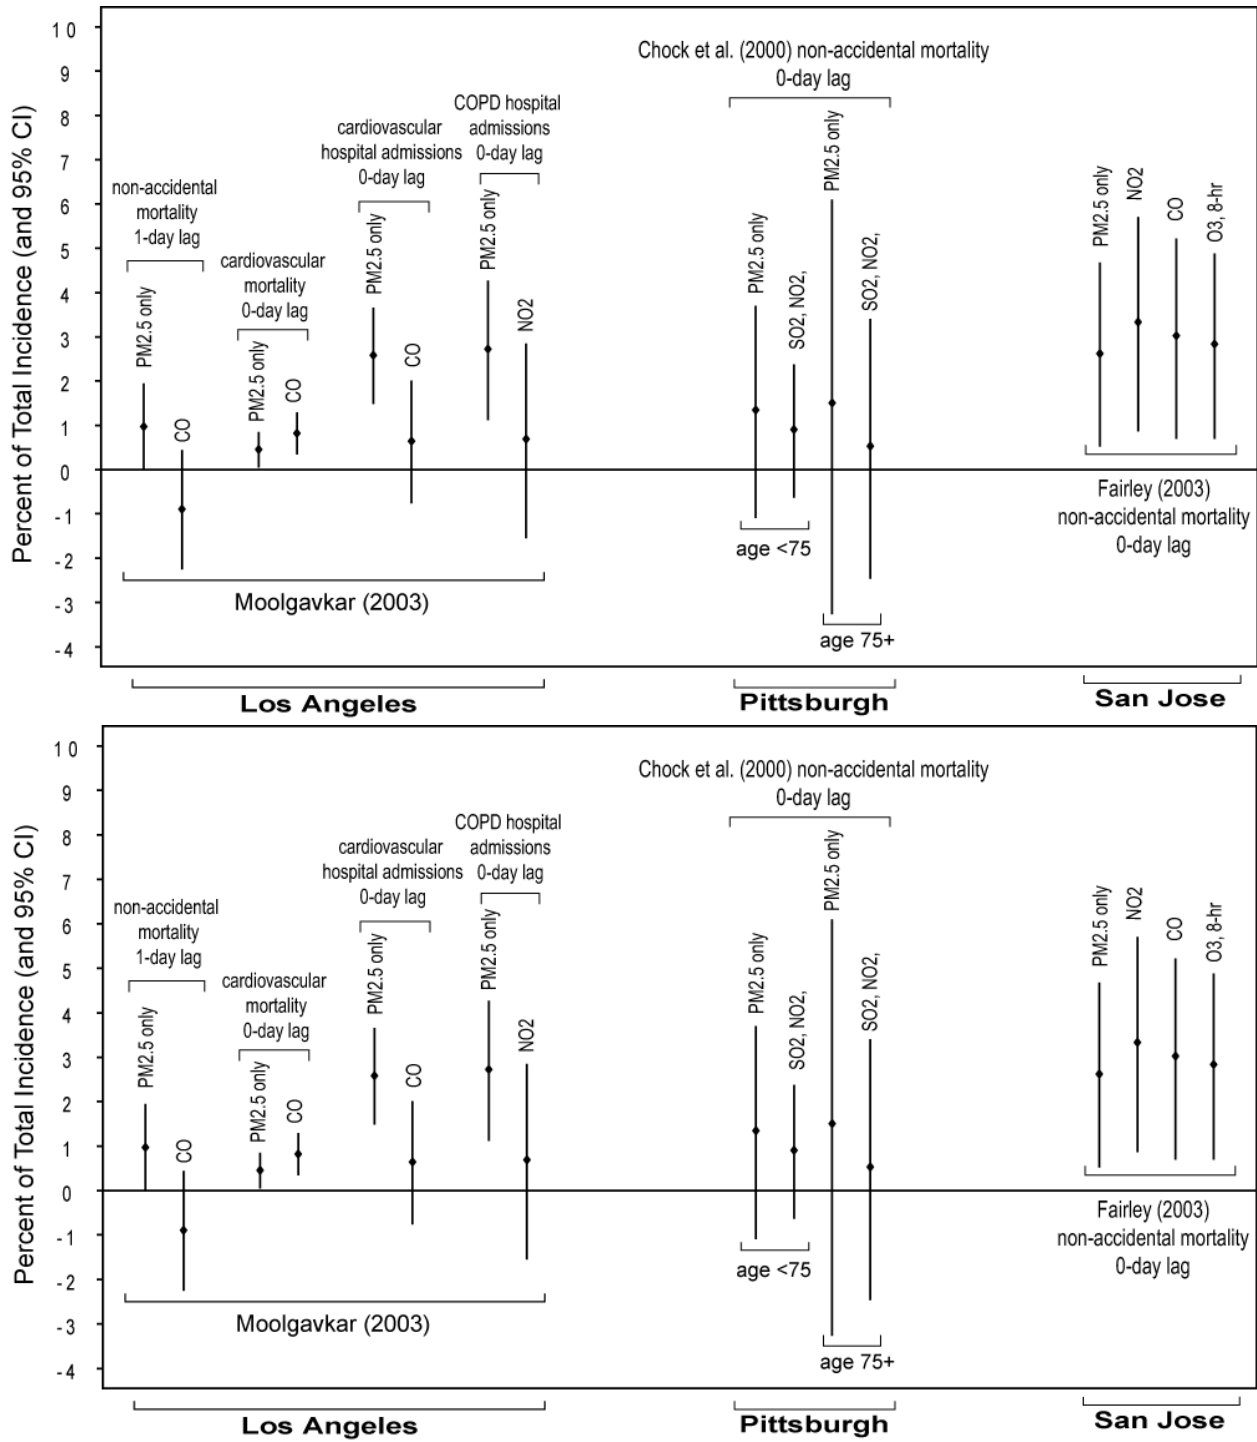 Percent of Total Incidence (and 95% CI)
10
9
8
7
6
5
4
3
2
1
0
-1
-2
-3
-4
non-accidental
mortality
1-day lag
PM2.5 only
CO
cardiovascular
mortality
0-day lag
PM2.5 only
CO
cardiovascular
hospital admissions
0-day lag
PM2.5 only
CO
COPD hospital
admissions
0-day lag
PM2.5 only
NO2
Moolgavkar (2003)
Chock et al. (2000) non-accidental mortality
0-day lag
PM2.5 only
SO2, NO2,
age <75
PM2.5 only
SO2, NO2,
age 75+
PM2.5 only
NO2
CO
O3, 8-hr
Fairley (2003)
non-accidental mortality
0-day lag
Los Angeles
Pittsburgh
San Jose
Percent of Total Incidence (and 95% CI)
10
9
8
7
6
5
4
3
2
1
0
-1
-2
-3
-4
non-accidental
mortality
1-day lag
PM2.5 only
CO
cardiovascular
mortality
0-day lag
PM2.5 only
CO
cardiovascular
hospital admissions
0-day lag
PM2.5 only
CO
COPD hospital
admissions
0-day lag
PM2.5 only
NO2
Moolgavkar (2003)
Chock et al. (2000) non-accidental mortality
0-day lag
PM2.5 only
SO2, NO2,
age <75
PM2.5 only
SO2, NO2,
age 75+
PM2.5 only
NO2
CO
O3, 8-hr
Fairley (2003)
non-accidental mortality
0-day lag
Los Angeles
Pittsburgh
San Jose